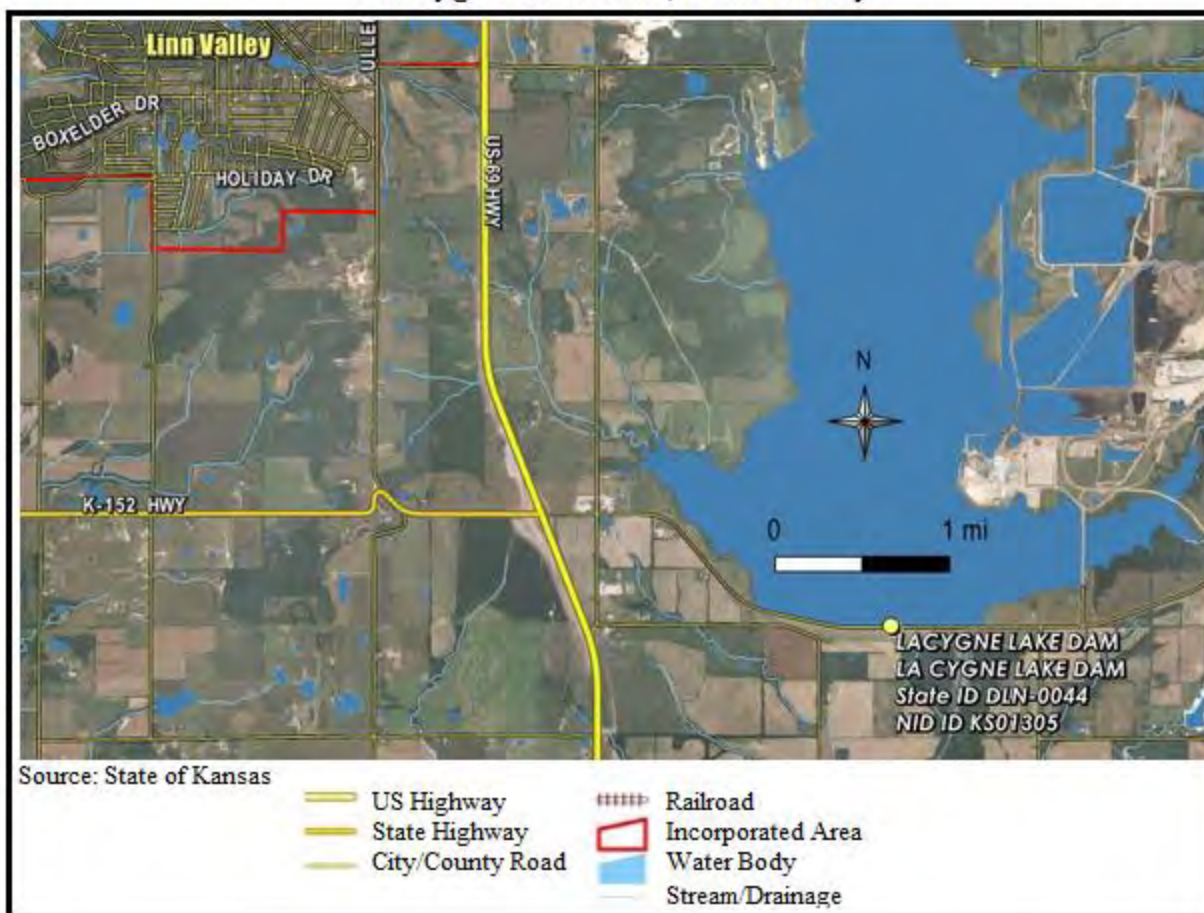 Linn Valley
BOXELDER DR
HOLIDAY DR
US-69 HWY
N
K-152 HWY
0 1 mi
LACYGNE LAKE DAM
LA CYGNE LAKE DAM
State ID DLN-0044
NID ID KS01305
Source: State of Kansas
US Highway
State Highway
City/County Road
Railroad
Incorporated Area
Water Body
Stream/Drainage